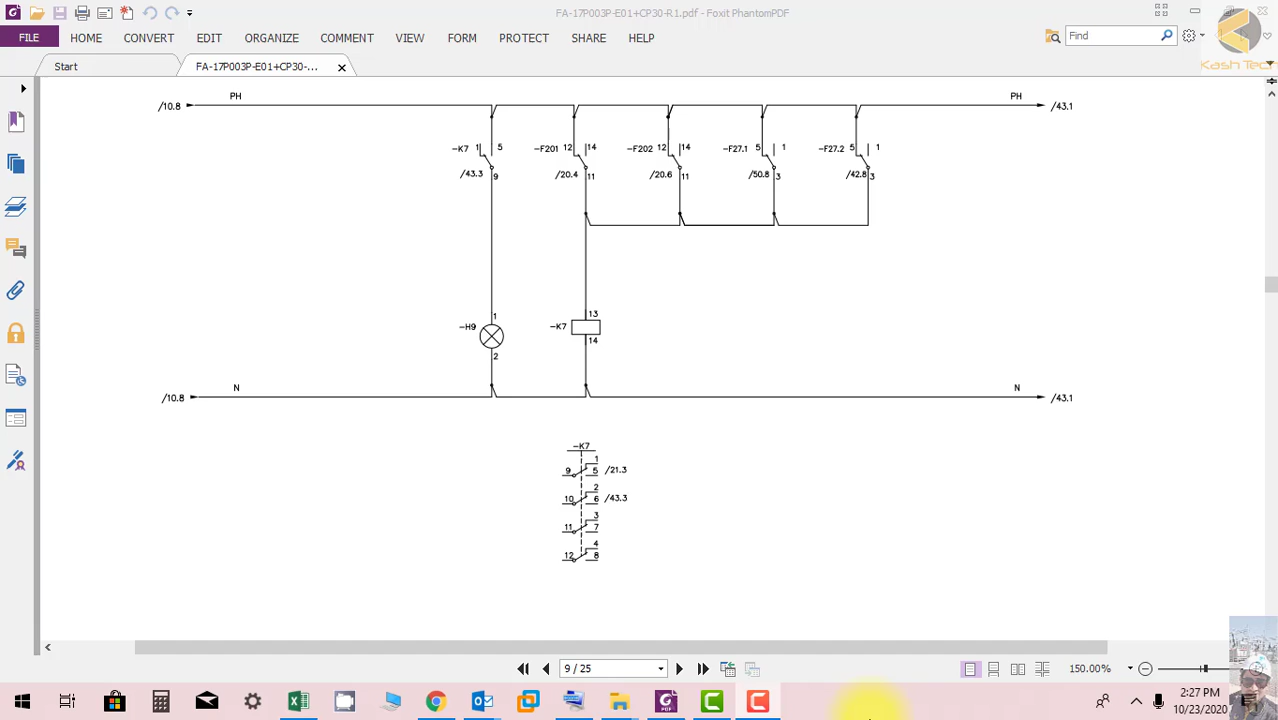 FA-17P003P-E01+CP30-R1.pdf - Foxit PhantomPDF
FILE HOME CONVERT EDIT ORGANIZE COMMENT VIEW FORM PROTECT SHARE HELP
Find
Kash Tech
Start
FA-17P003P-E01+CP30-...
/10.8 PH PH /43.1
-K7 1 5 -F201 12 14 -F202 12 14 -F27.1 5 1 -F27.2 5 1
/43.3 9 /20.4 11 /20.6 11 /50.8 3 /42.8 3
1 13
-H9 -K7
2 14
/10.8 N N /43.1
-K7
1
9 5 /21.3
2
10 6 /43.3
3
11 7
4
12 8
9 / 25
150.00%
2:27 PM
10/23/2020